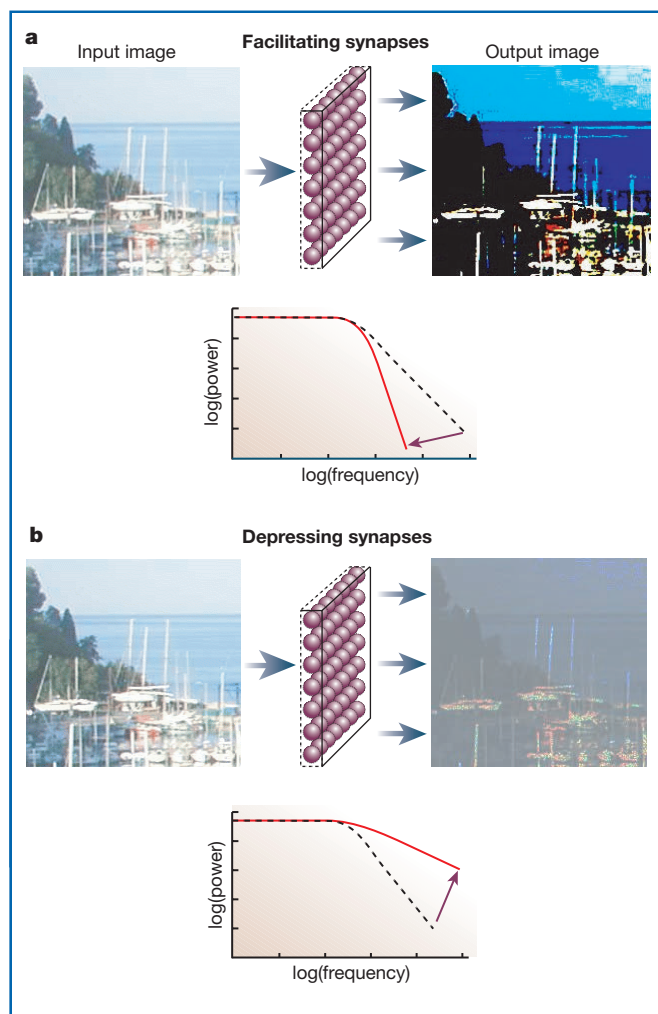 a
Input image
Facilitating synapses
Output image
log(power)
log(frequency)
b
Depressing synapses
log(power)
log(frequency)